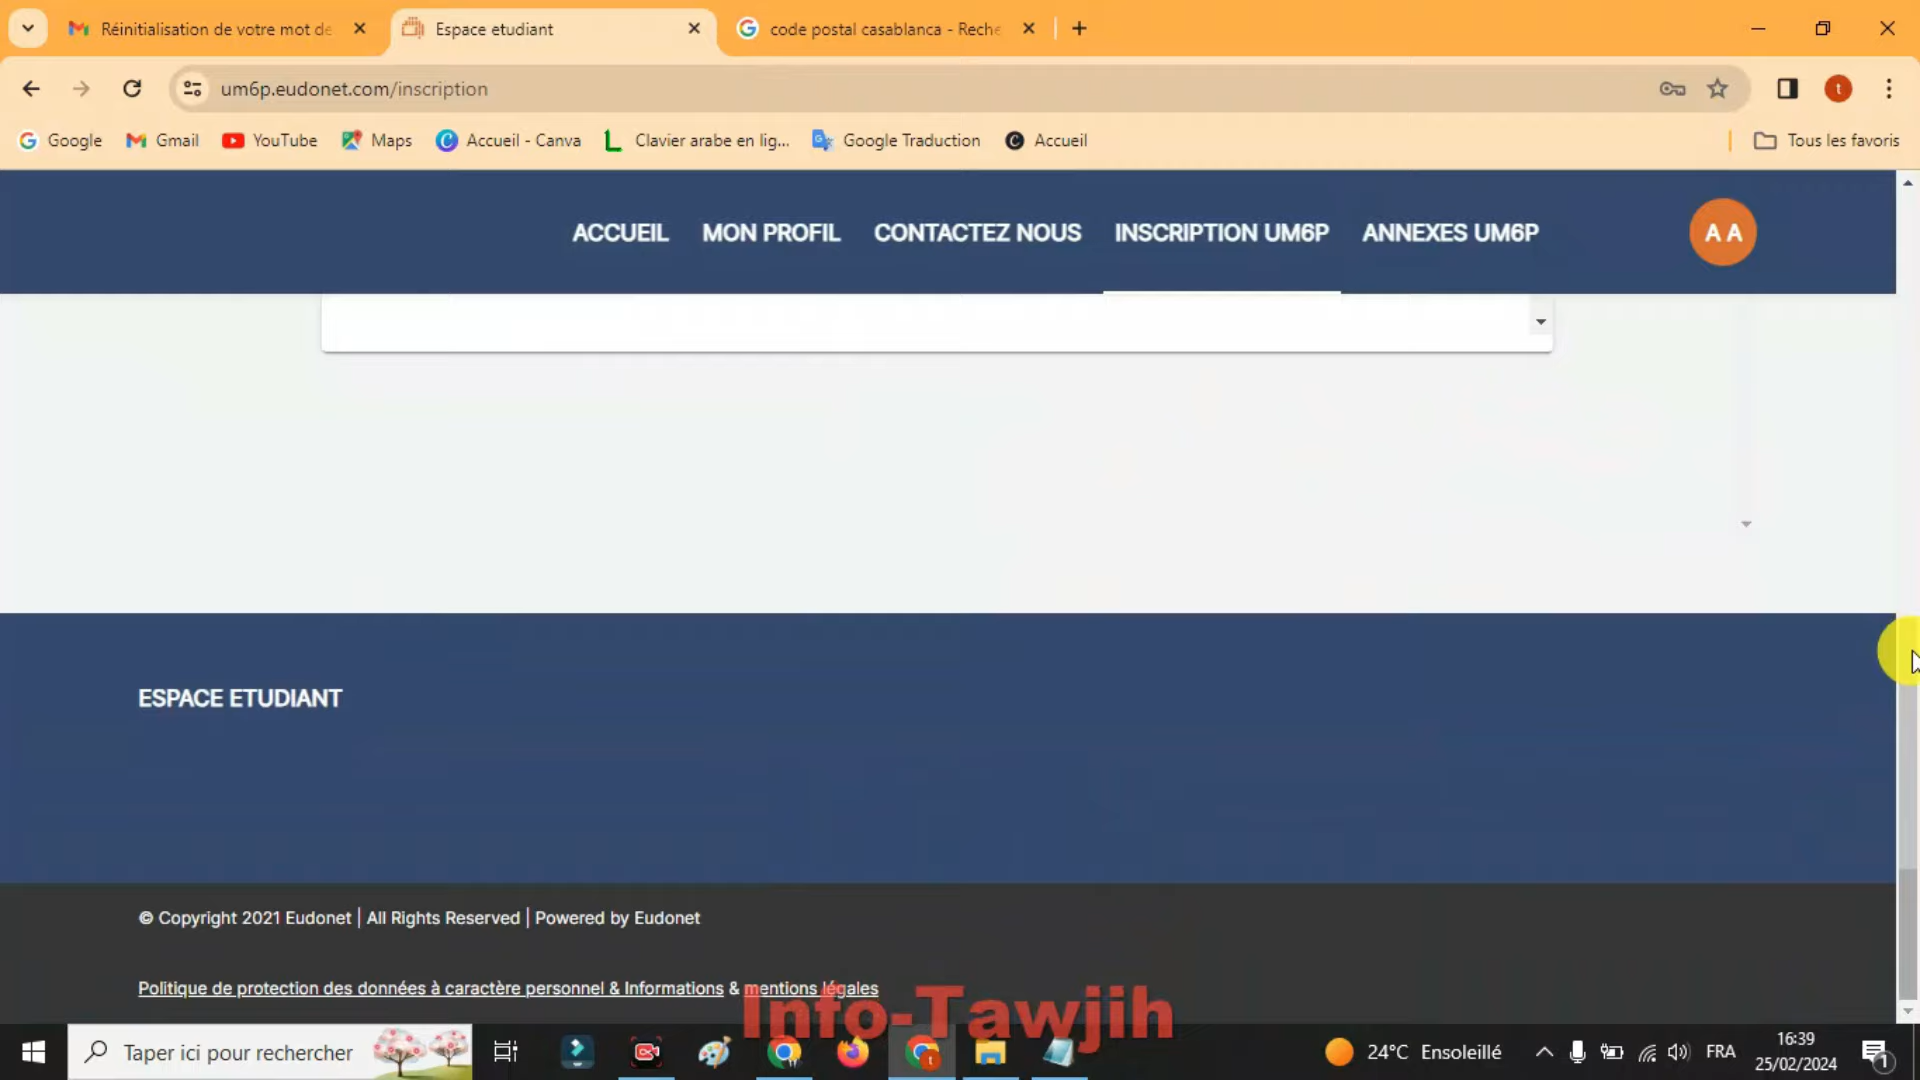 Réinitialisation de votre mot de
Espace etudiant
code postal casablanca - Reche
um6p.eudonet.com/inscription
Google
Gmail
YouTube
Maps
Accueil - Canva
Clavier arabe en lig...
Google Traduction
Accueil
Tous les favoris
ACCUEIL
MON PROFIL
CONTACTEZ NOUS
INSCRIPTION UM6P
ANNEXES UM6P
A A
ESPACE ETUDIANT
© Copyright 2021 Eudonet | All Rights Reserved | Powered by Eudonet
Politique de protection des données à caractère personnel & Informations & mentions légales
Info-Tawjih
Taper ici pour rechercher
24°C Ensoleillé
FRA
16:39
25/02/2024
1